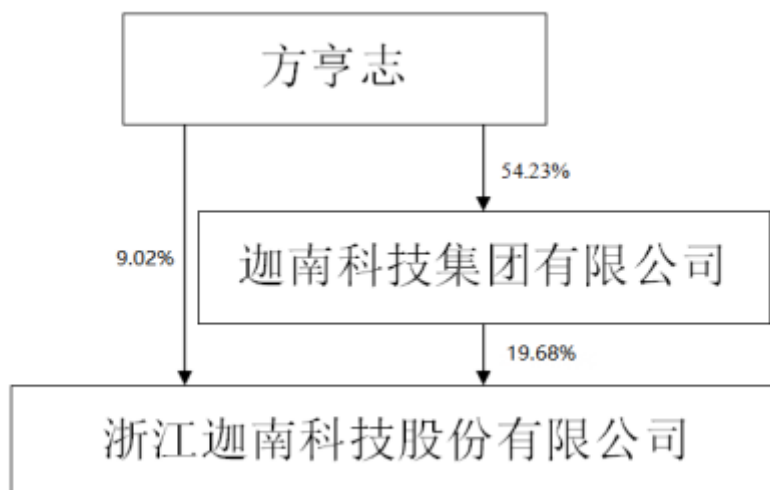 方亨志
54.23%
9.02%
迦南科技集团有限公司
19.68%
浙江迦南科技股份有限公司